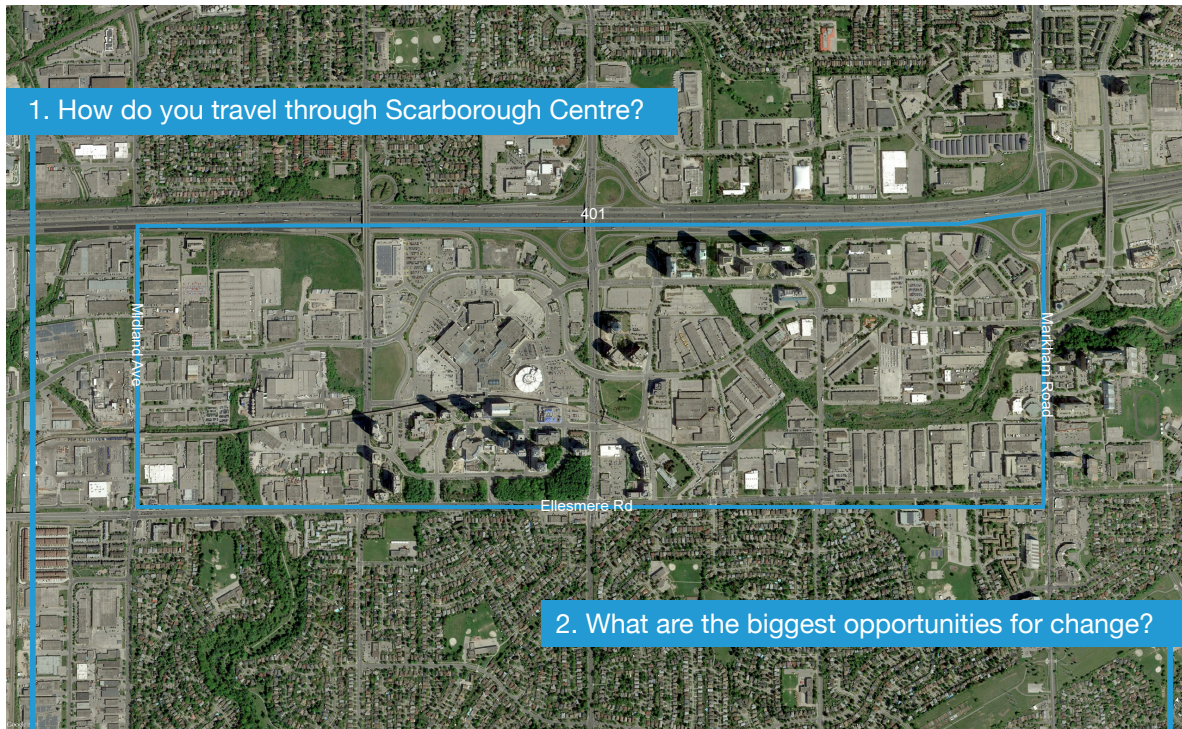 1. How do you travel through Scarborough Centre?
401
Midland Ave
Markham Road
Ellesmere Rd
2. What are the biggest opportunities for change?
Google